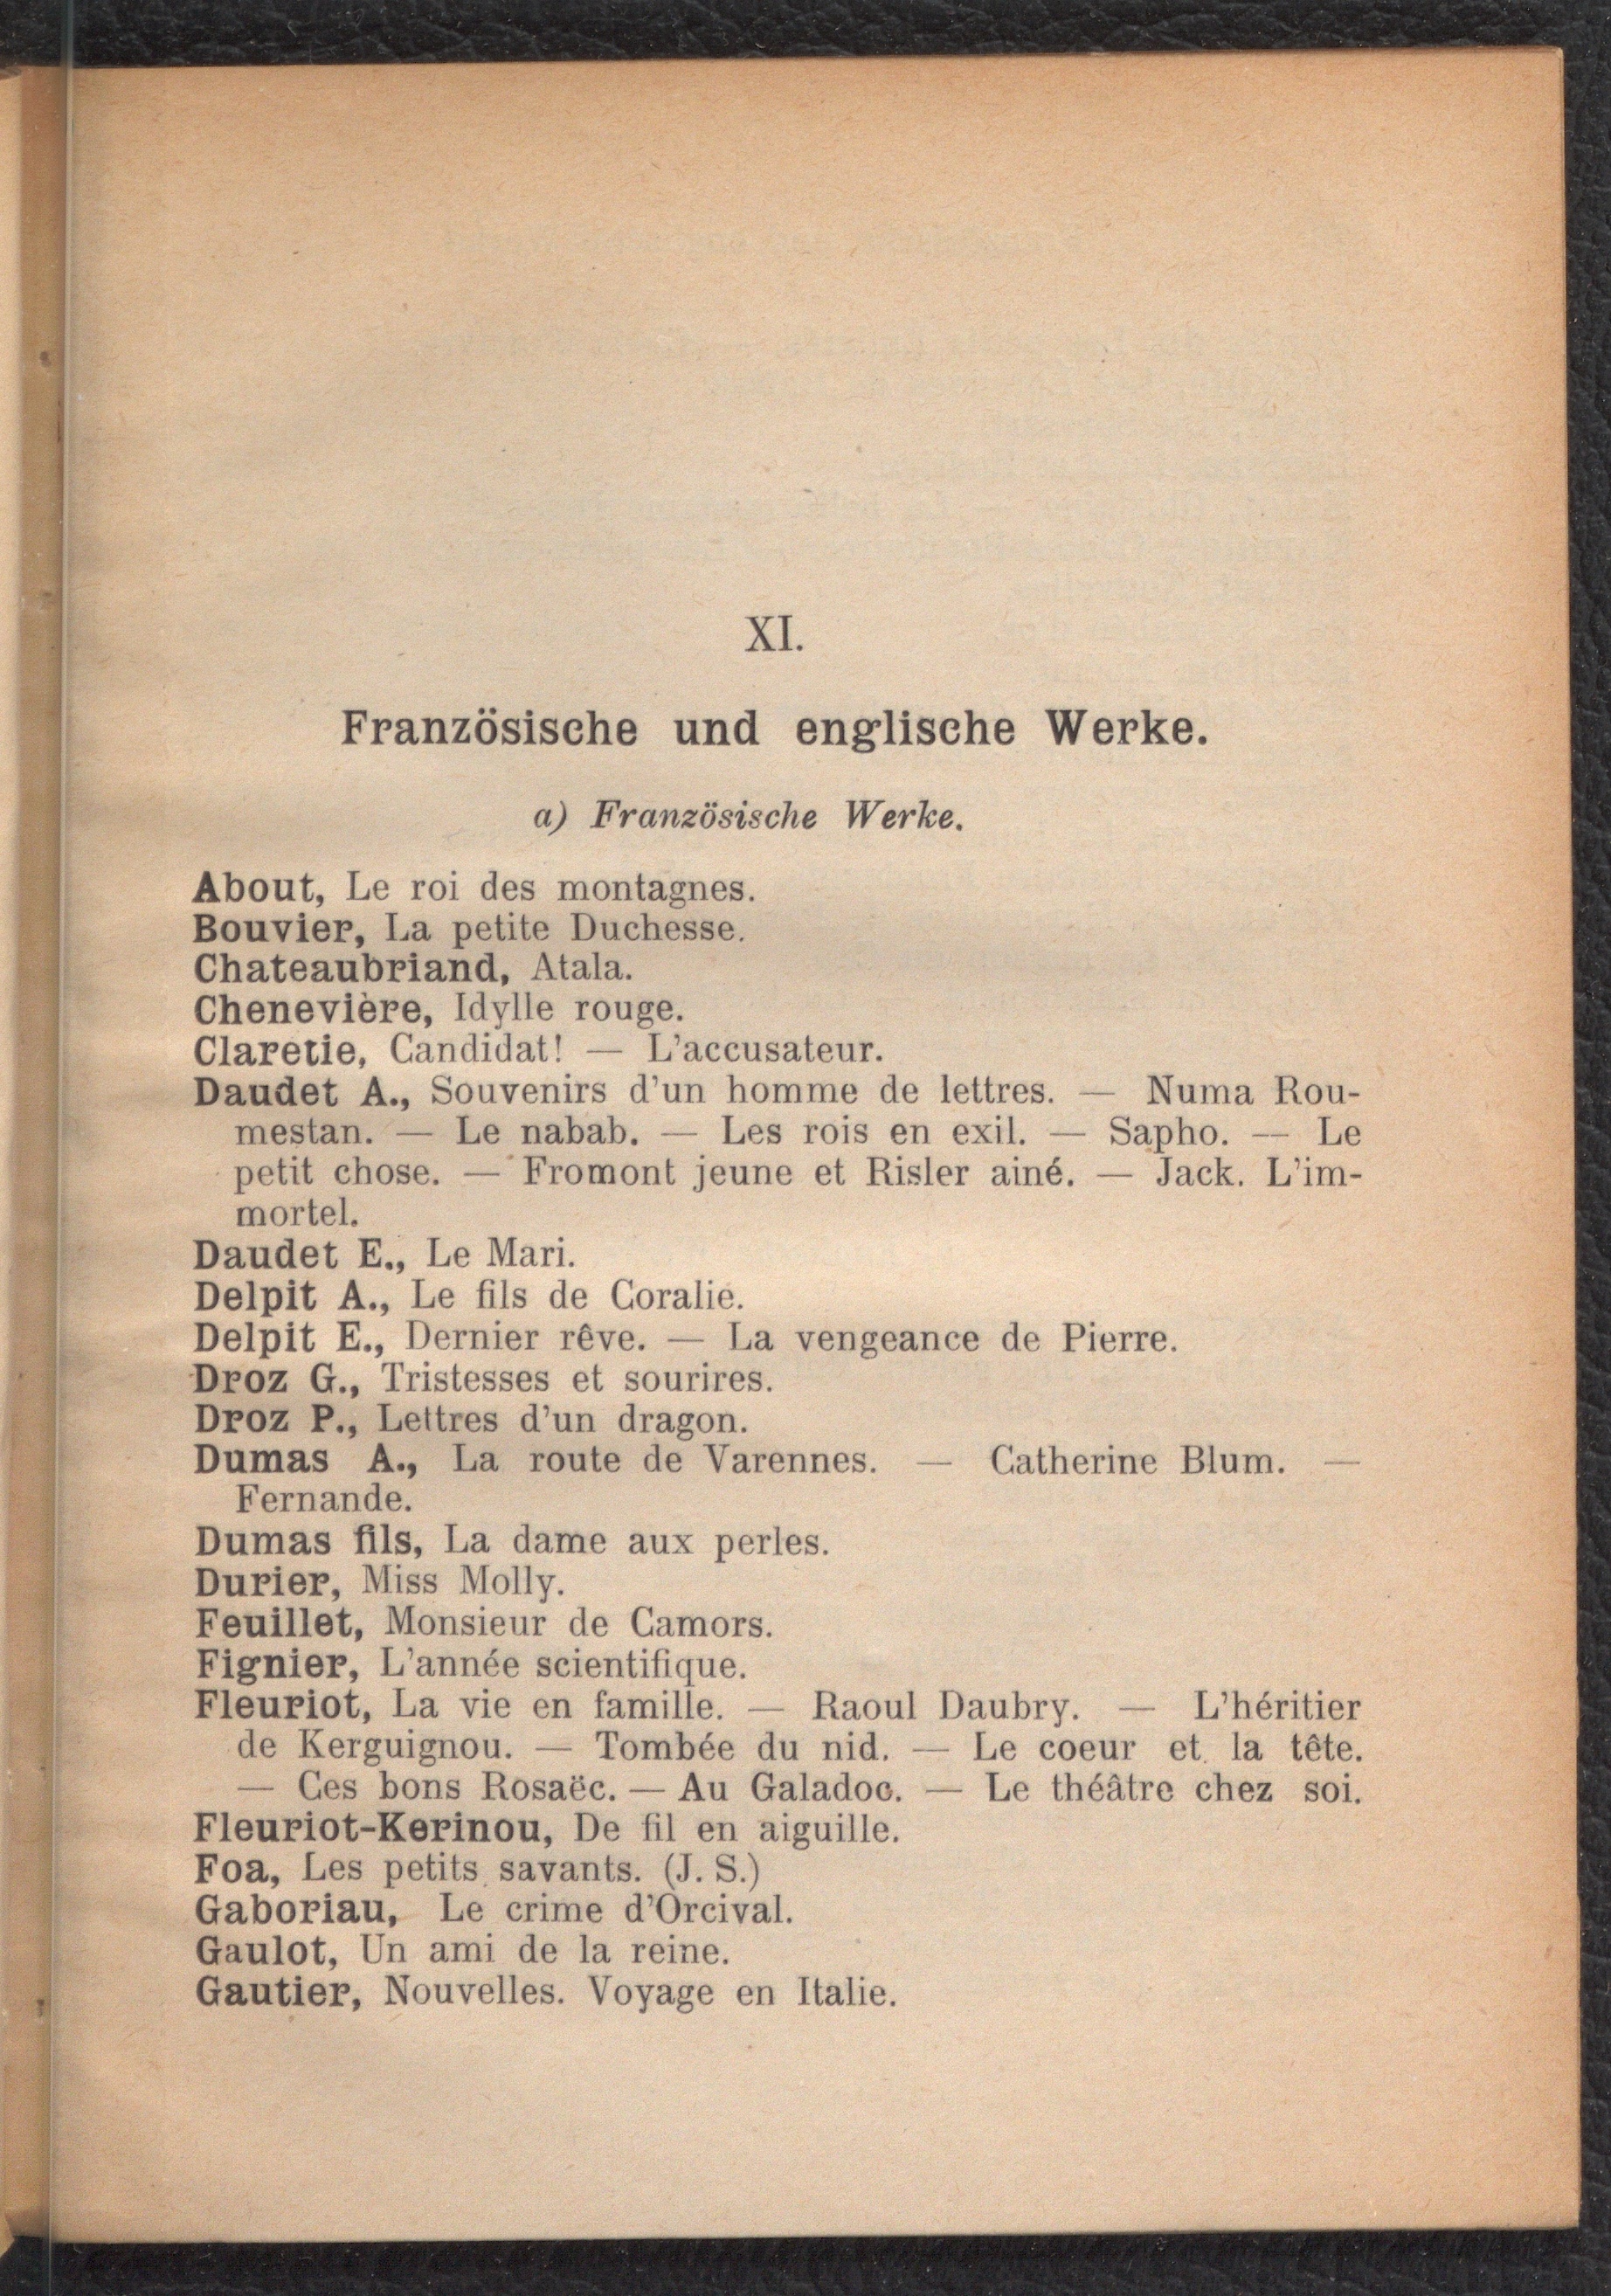 XI.
Französische und englische Werke.
a) Französische Werke.
About, Le roi des montagnes.
Bouvier, La petite Duchesse.
Chateaubriand, Atala.
Chenevière, Idylle rouge.
Claretie, Candidat! — L'accusateur.
Daudet A., Souvenirs d'un homme de lettres. — Numa Rou-
mestan. — Le nabab. — Les rois en exil. — Sapho. — Le
petit chose. — Fromont jeune et Risler ainé. — Jack. L'im-
mortel.
Daudet E., Le Mari.
Delpit A., Le fils de Coralie.
Delpit E., Dernier rêve. — La vengeance de Pierre.
Droz G., Tristesses et sourires.
Droz P., Lettres d'un dragon.
Dumas A., La route de Varennes. — Catherine Blum. —
Fernande.
Dumas fils, La dame aux perles.
Durier, Miss Molly.
Feuillet, Monsieur de Camors.
Fignier, L'année scientifique.
Fleuriot, La vie en famille. — Raoul Daubry. — L'héritier
de Kerguignou. — Tombée du nid. — Le coeur et la tête.
— Ces bons Rosaëc. — Au Galadoc. — Le théâtre chez soi.
Fleuriot-Kerinou, De fil en aiguille.
Foa, Les petits savants. (J. S.)
Gaboriau, Le crime d'Orcival.
Gaulot, Un ami de la reine.
Gautier, Nouvelles. Voyage en Italie.